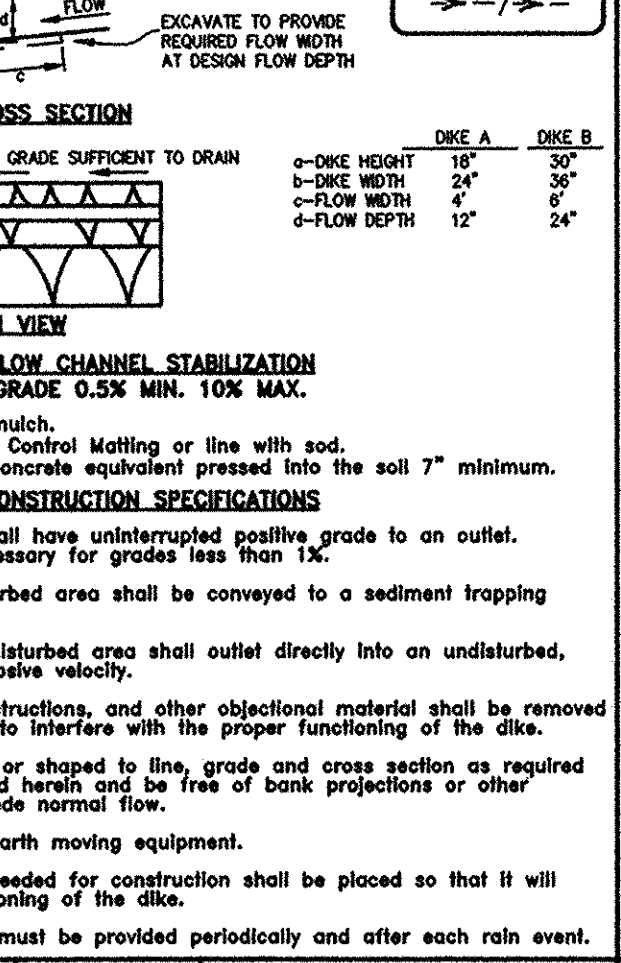 FLOW
d
EXCAVATE TO PROVIDE
REQUIRED FLOW WIDTH
AT DESIGN FLOW DEPTH
c
OSS SECTION
GRADE SUFFICIENT TO DRAIN
DIKE A DIKE B
a-DIKE HEIGHT 18" 30"
b-DIKE WIDTH 24" 36"
c-FLOW WIDTH 4' 6'
d-FLOW DEPTH 12" 24"
VIEW
LOW CHANNEL STABILIZATION
GRADE 0.5% MIN. 10% MAX.
mulch.
Control Matting or line with sod.
oncrete equivalent pressed into the soil 7" minimum.
ONSTRUCTION SPECIFICATIONS
all have uninterrupted positive grade to an outlet.
essary for grades less than 1%.
rbed area shall be conveyed to a sediment trapping
isturbed area shall outlet directly into an undisturbed,
osive velocity.
tructions, and other objectional material shall be removed
to interfere with the proper functioning of the dike.
or shaped to line, grade and cross section as required
d herein and be free of bank projections or other
ede normal flow.
arth moving equipment.
eeded for construction shall be placed so that it will
oning of the dike.
must be provided periodically and after each rain event.